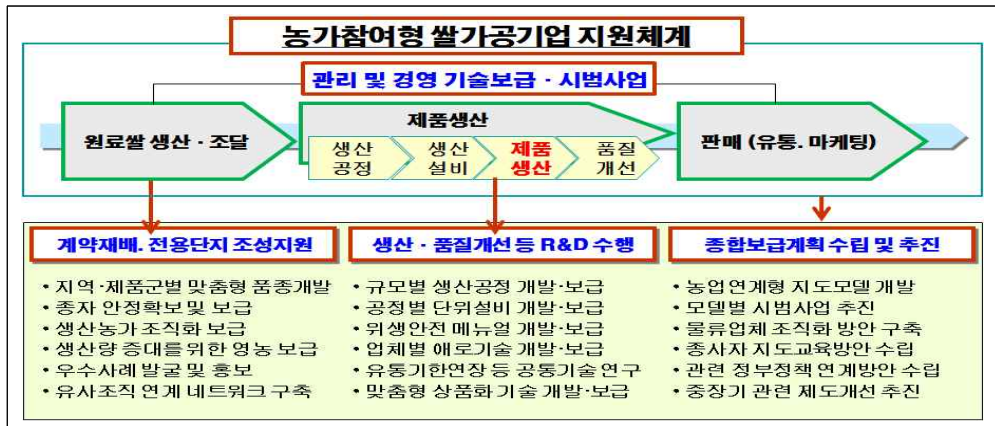 농가참여형 쌀가공기업 지원체계
관리 및 경영 기술보급 · 시범사업
원료쌀 생산 · 조달
제품생산
생산
공정
생산
설비
제품
생산
품질
개선
판매 (유통. 마케팅)
계약재배. 전용단지 조성지원
• 지역 ·제품군별 맞춤형 품종개발
• 종자 안정확보 및 보급
• 생산농가 조직화 보급
• 생산량 증대를위한 영농 보급
• 우수사례 발굴 및 홍보
• 유사조직 연계 네트워크 구축
생산 · 품질개선 등 R&D 수행
• 규모별 생산공정 개발·보급
• 공정별 단위설비 개발·보급
• 위생안전 메뉴얼 개발·보급
• 업체별 애로기술 개발·보급
• 유통기한연장 등 공통기술 연구
• 맞춤형 상품화 기술 개발·보급
종합보급계획 수립 및 추진
• 농업연계형 지도모델 개발
• 모델별 시범사업 추진
• 물류업체 조직화 방안 구축
• 종사자 지도교육방안 수립
• 관련 정부정책 연계방안 수립
• 중장기 관련 제도개선 추진